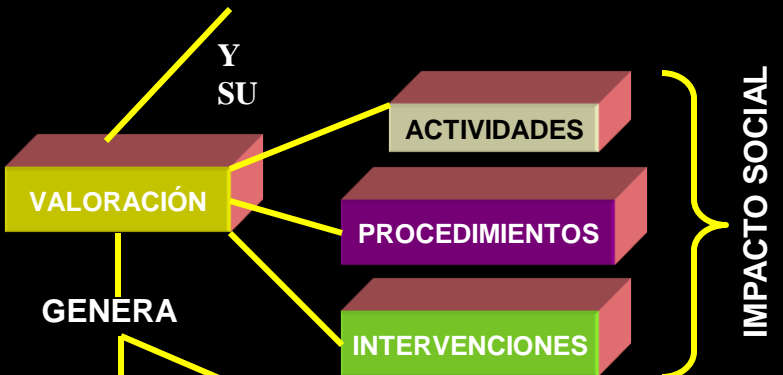 Y
SU
ACTIVIDADES
VALORACIÓN
PROCEDIMIENTOS
GENERA
INTERVENCIONES
IMPACTO SOCIAL